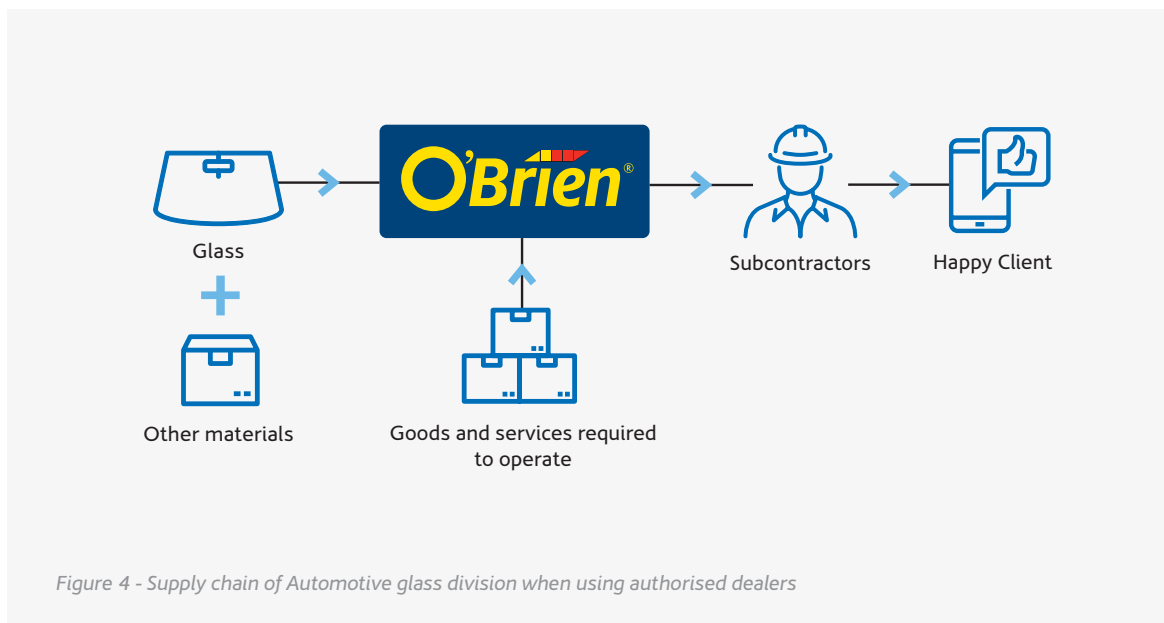 O'Brien®
Glass
Subcontractors
Happy Client
Other materials
Goods and services required
to operate
Figure 4 - Supply chain of Automotive glass division when using authorised dealers